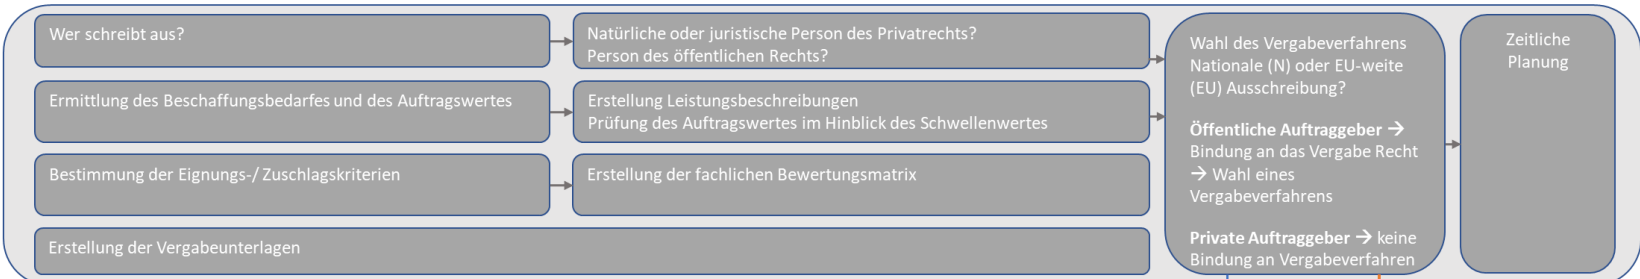 Wer schreibt aus?
Natürliche oder juristische Person des Privatrechts?
Person des öffentlichen Rechts?
Ermittlung des Beschaffungsbedarfes und des Auftragswertes
Erstellung Leistungsbeschreibungen
Prüfung des Auftragswertes im Hinblick des Schwellenwertes
Bestimmung der Eignungs-/ Zuschlagskriterien
Erstellung der fachlichen Bewertungsmatrix
Erstellung der Vergabeunterlagen
Wahl des Vergabeverfahrens
Nationale (N) oder EU-weite
(EU) Ausschreibung?
Öffentliche Auftraggeber →
Bindung an das Vergabe Recht
→ Wahl eines
Vergabeverfahrens
Private Auftraggeber → keine
Bindung an Vergabeverfahren
Zeitliche
Planung